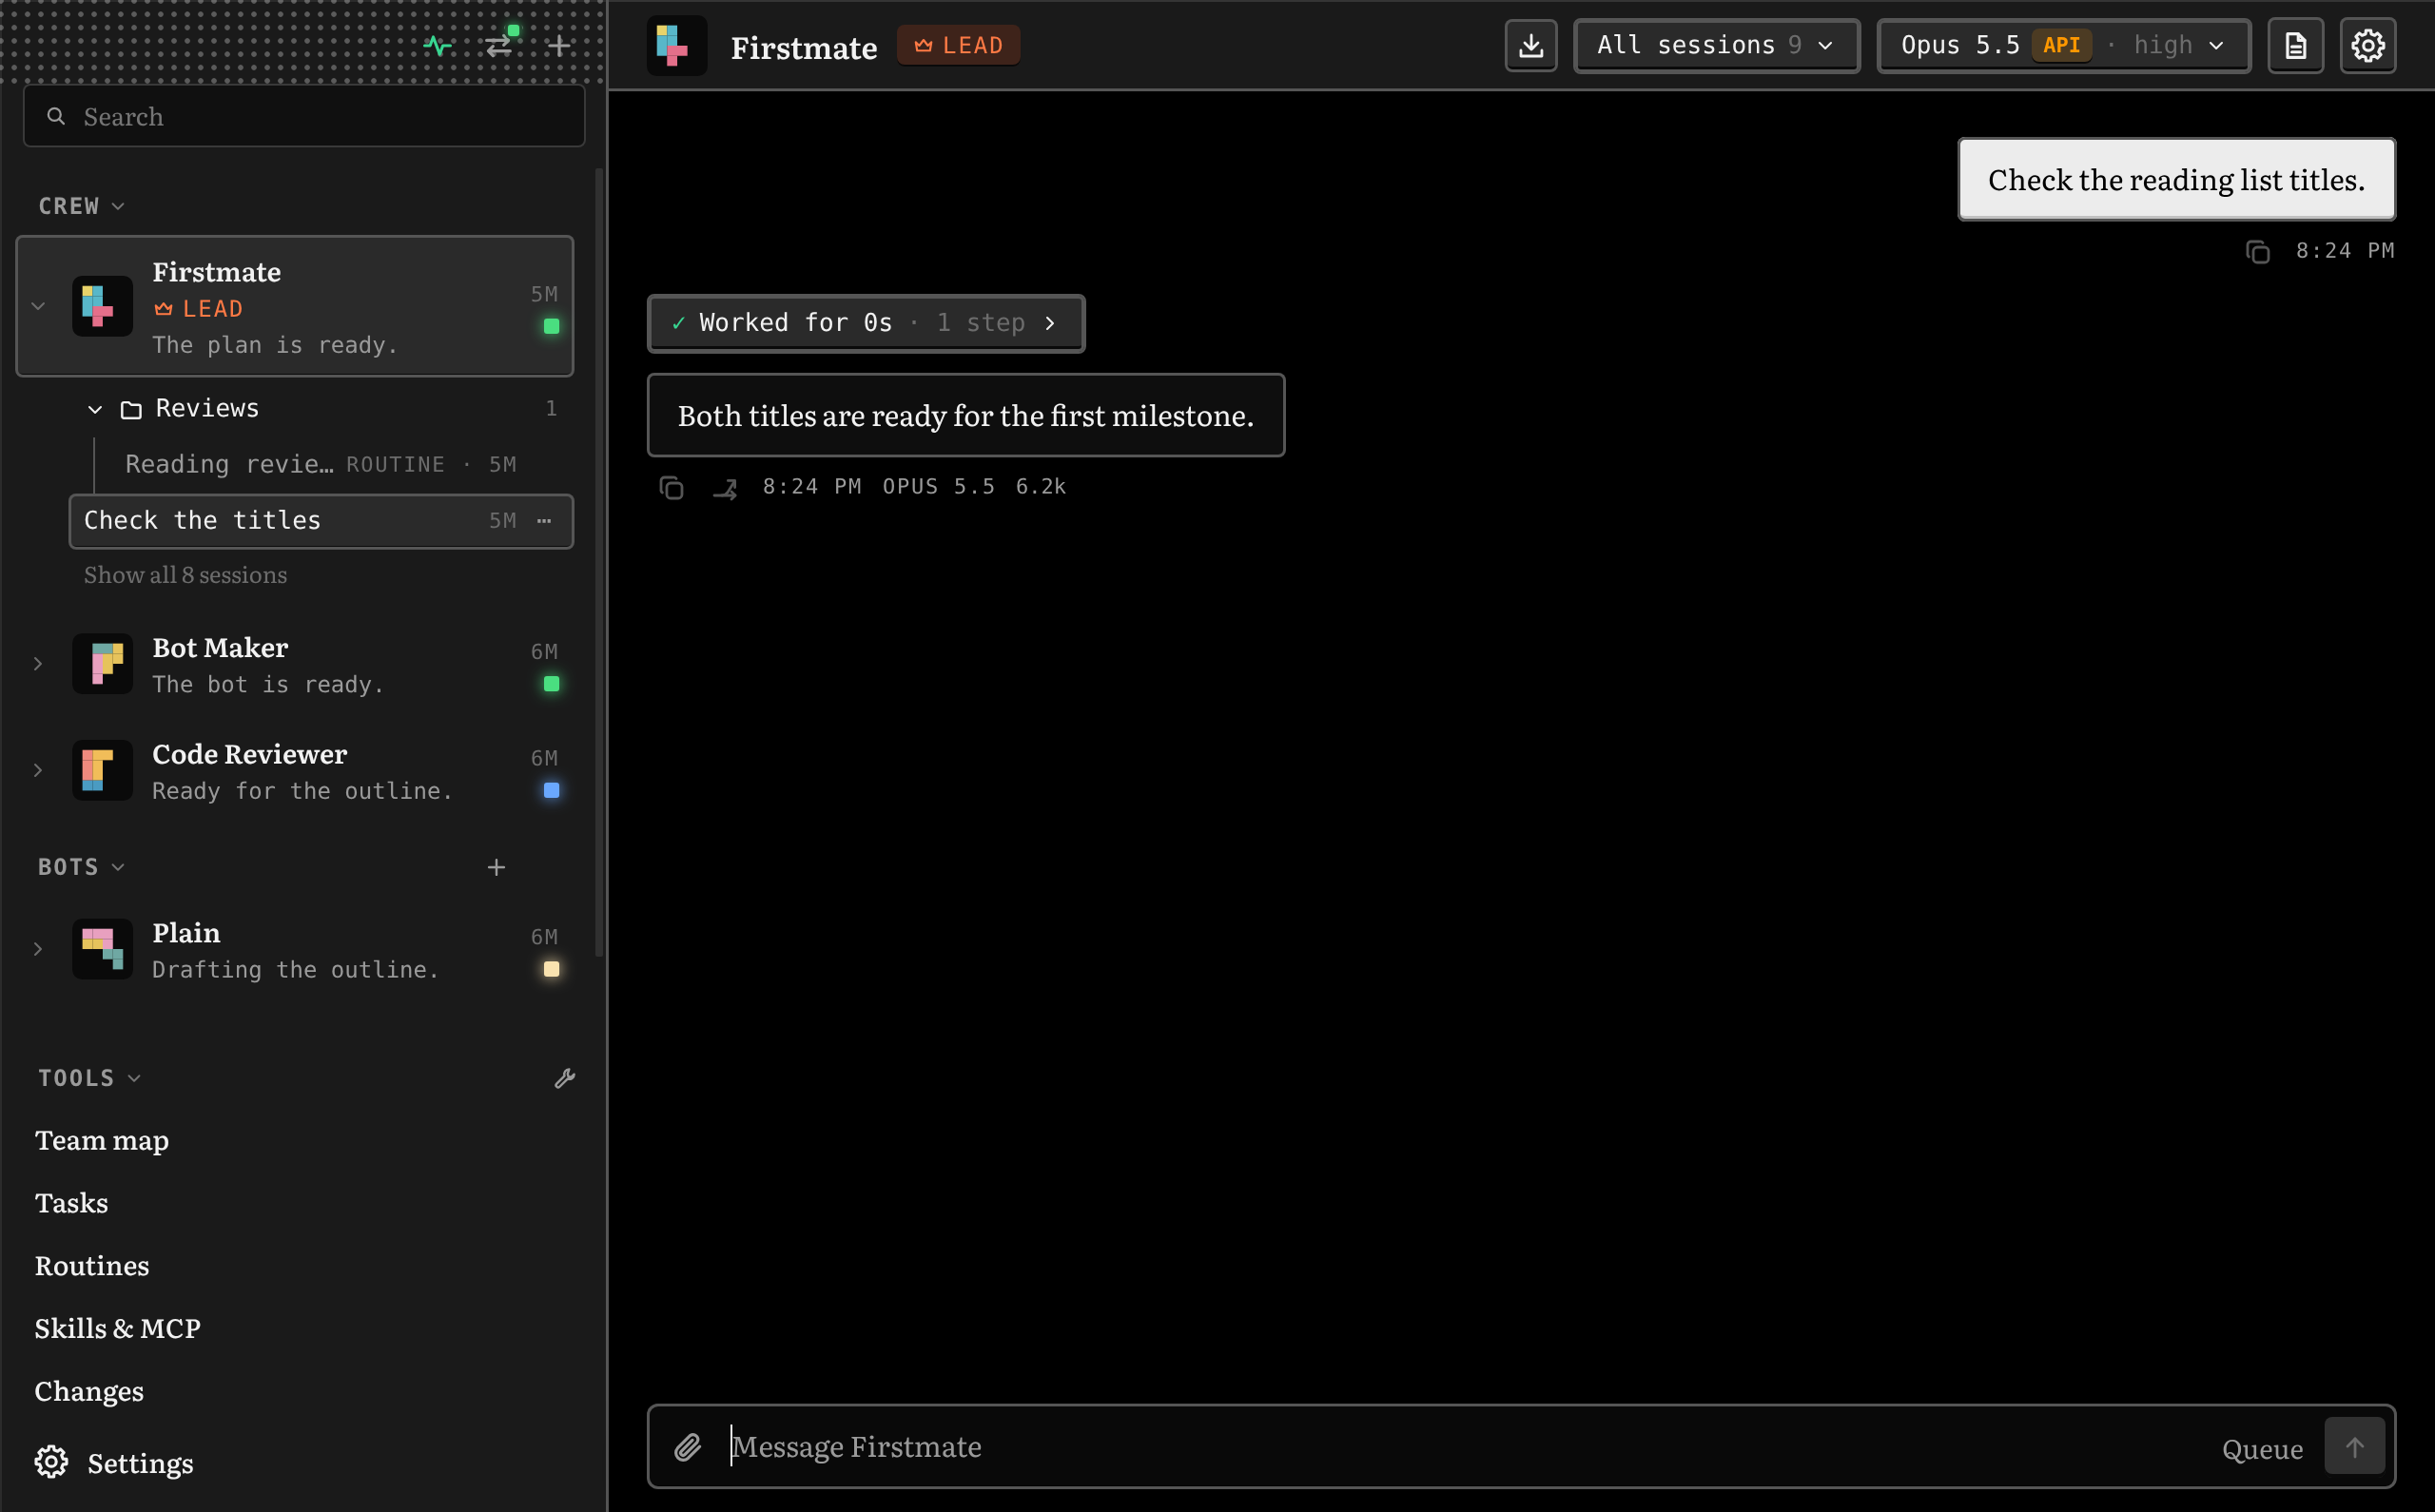 Search
CREW
Firstmate
LEAD
The plan is ready.
5M
Reviews 1
Reading revie… ROUTINE · 5M
Check the titles 5M ⋯
Show all 8 sessions
Bot Maker 6M
The bot is ready.
Code Reviewer 6M
Ready for the outline.
BOTS
Plain 6M
Drafting the outline.
TOOLS
Team map
Tasks
Routines
Skills & MCP
Changes
Settings
Firstmate LEAD All sessions 9 Opus 5.5 API · high
Check the reading list titles.
8:24 PM
✓ Worked for 0s · 1 step
Both titles are ready for the first milestone.
8:24 PM OPUS 5.5 6.2k
Message Firstmate Queue